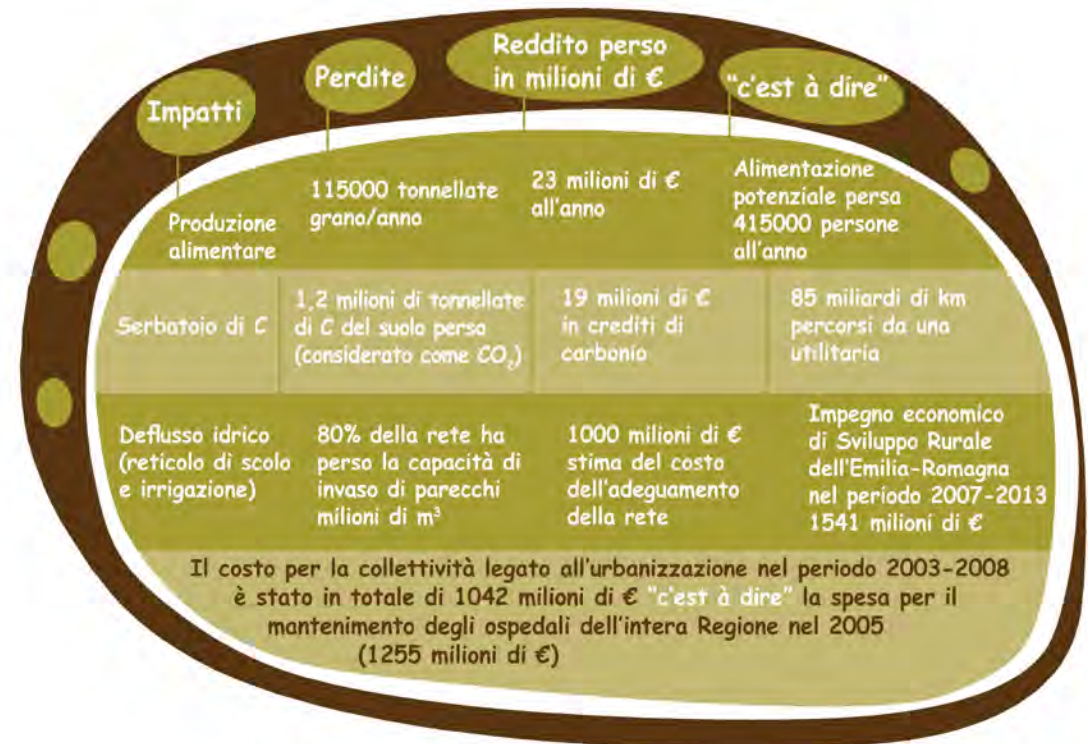 Impatti
Perdite
Reddito perso
in milioni di €
"c'est à dire"
Produzione
alimentare
115000 tonnellate
grano/anno
23 milioni di €
all'anno
Alimentazione
potenziale persa
415000 persone
all'anno
Serbatoio di C
1,2 milioni di tonnellate
di C del suolo perso
(considerato come CO₂)
19 milioni di €
in crediti di
carbonio
85 miliardi di km
percorsi da una
utilitaria
Deflusso idrico
(reticolo di scolo
e irrigazione)
80% della rete ha
perso la capacità di
invaso di parecchi
milioni di m³
1000 milioni di €
stima del costo
dell'adeguamento
della rete
Impegno economico
di Sviluppo Rurale
dell'Emilia-Romagna
nel periodo 2007-2013
1541 milioni di €
Il costo per la collettività legato all'urbanizzazione nel periodo 2003-2008
è stato in totale di 1042 milioni di € "c'est à dire" la spesa per il
mantenimento degli ospedali dell'intera Regione nel 2005
(1255 milioni di €)